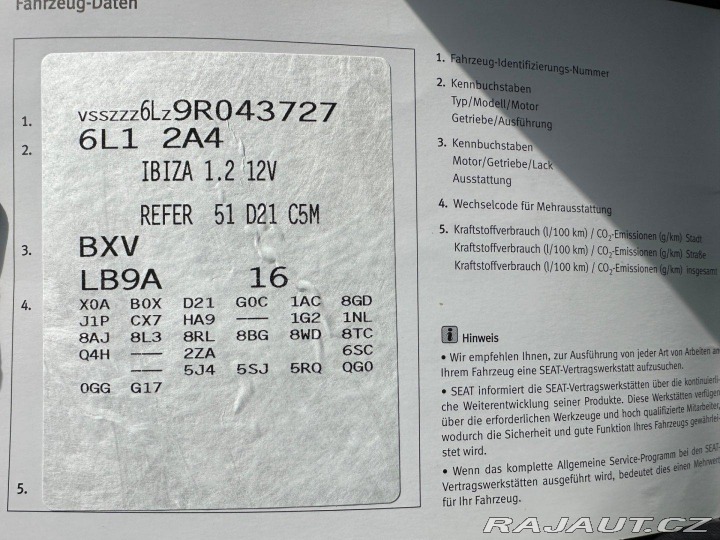 Fahrzeug-Daten
1. VSSZZZ6LZ9R043727
2. 6L1 2A4
IBIZA 1.2 12V
REFER 51 D21 C5M
3. BXV
LB9A 16
4. X0A B0X D21 G0C 1AC 8GD
J1P CX7 HA9 --- 1G2 1NL
8AJ 8L3 8RL 8BG 8WD 8TC
Q4H --- 2ZA 6SC
--- 5J4 5SJ 5RQ QG0
0GG G17
5.
1. Fahrzeug-Identifizierungs-Nummer
2. Kennbuchstaben
Typ/Modell/Motor
Getriebe/Ausführung
3. Kennbuchstaben
Motor/Getriebe/Lack
Ausstattung
4. Wechselcode für Mehrausstattung
5. Kraftstoffverbrauch (l/100 km) / CO₂-Emissionen (g/km) Stadt
Kraftstoffverbrauch (l/100 km) / CO₂-Emissionen (g/km) Straße
Kraftstoffverbrauch (l/100 km) / CO₂-Emissionen (g/km) insgesamt
i Hinweis
• Wir empfehlen Ihnen, zur Ausführung von jeder Art von Arbeiten an
Ihrem Fahrzeug eine SEAT-Vertragswerkstatt aufzusuchen.
• SEAT informiert die SEAT-Vertragswerkstätten über die kontinuierli-
che Weiterentwicklung seiner Produkte. Diese Werkstätten verfügen
über die erforderlichen Werkzeuge und hoch qualifizierte Mitarbeiter,
wodurch die Sicherheit und gute Funktion Ihres Fahrzeugs gewährlei-
stet wird.
• Wenn das komplette Allgemeine Service-Programm bei den SEAT-
Vertragswerkstätten ausgeführt wird, bedeutet dies einen Mehrwert
für Ihr Fahrzeug.
RAJAUT.CZ